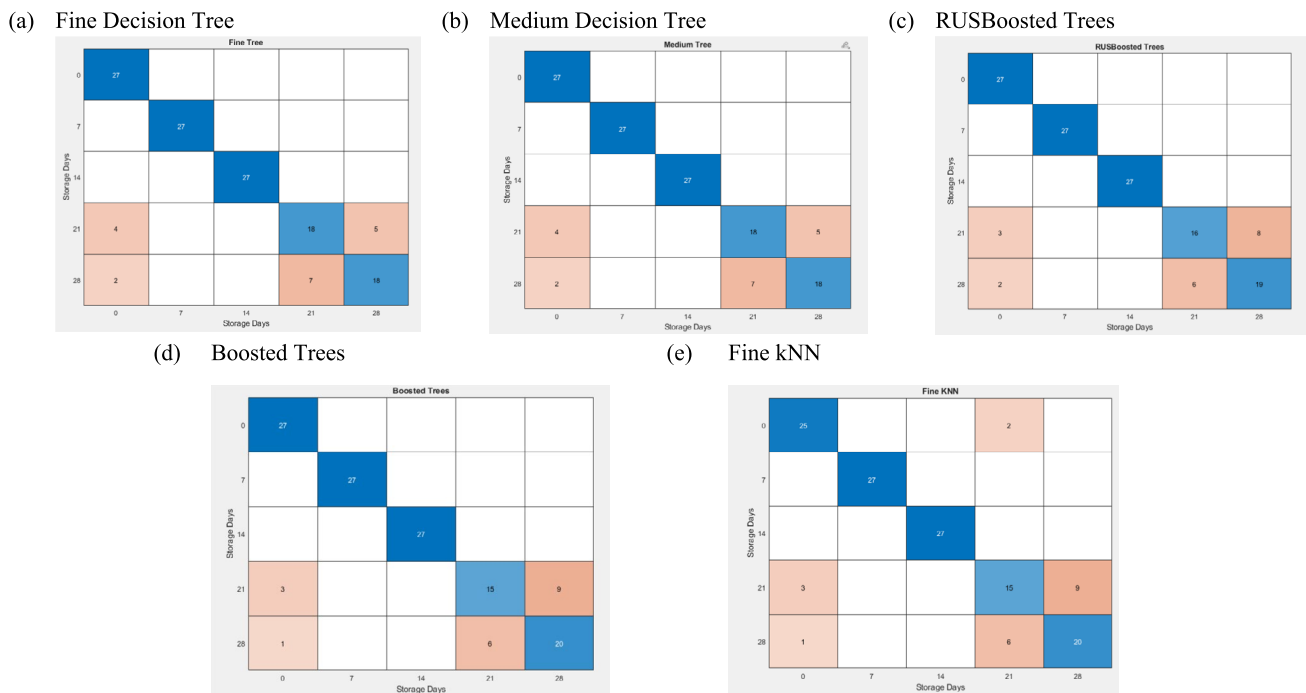 (a) Fine Decision Tree
(b) Medium Decision Tree
(c) RUSBoosted Trees
Fine Tree
0 27
7 27
14 27
21 4 18 5
28 2 7 18
0 7 14 21 28
Storage Days
Storage Days
Medium Tree
0 27
7 27
14 27
21 4 18 5
28 2 7 18
0 7 14 21 28
Storage Days
Storage Days
RUSBoosted Trees
0 27
7 27
14 27
21 3 16 8
28 2 6 19
0 7 14 21 28
Storage Days
Storage Days
(d) Boosted Trees
(e) Fine kNN
Boosted Trees
0 27
7 27
14 27
21 3 15 9
28 1 6 20
0 7 14 21 28
Storage Days
Storage Days
Fine KNN
0 25 2
7 27
14 27
21 3 15 9
28 1 6 20
0 7 14 21 28
Storage Days
Storage Days